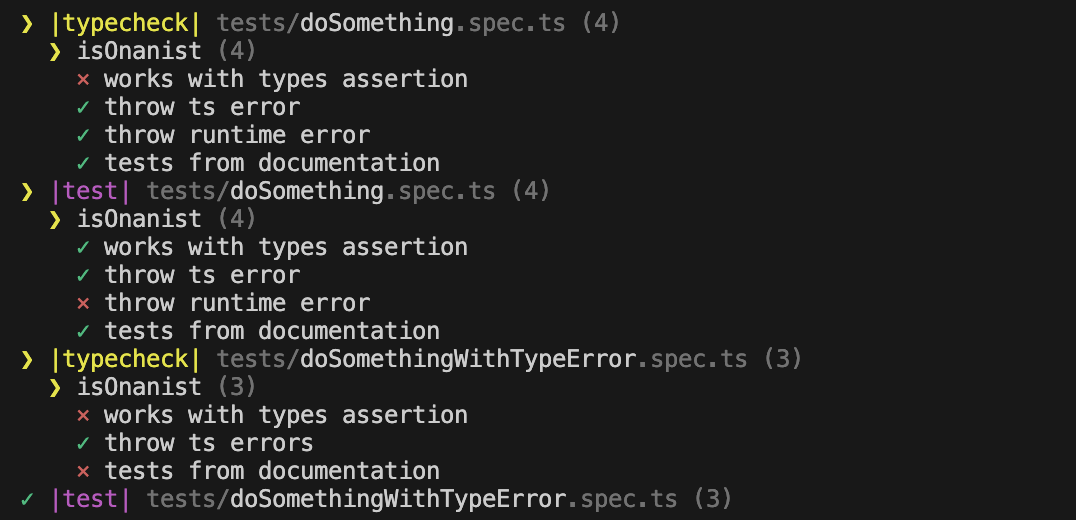 ❯ |typecheck| tests/doSomething.spec.ts (4)
❯ isOnanist (4)
× works with types assertion
✓ throw ts error
✓ throw runtime error
✓ tests from documentation
❯ |test| tests/doSomething.spec.ts (4)
❯ isOnanist (4)
✓ works with types assertion
✓ throw ts error
× throw runtime error
✓ tests from documentation
❯ |typecheck| tests/doSomethingWithTypeError.spec.ts (3)
❯ isOnanist (3)
× works with types assertion
✓ throw ts errors
× tests from documentation
✓ |test| tests/doSomethingWithTypeError.spec.ts (3)